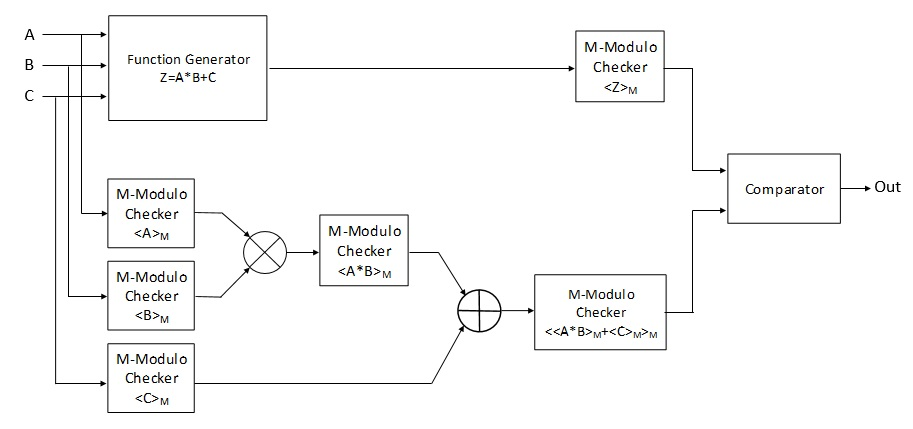 A
B
C
Function Generator
Z=A*B+C
M-Modulo
Checker
<Z>M
Comparator
Out
M-Modulo
Checker
<A>M
M-Modulo
Checker
<B>M
M-Modulo
Checker
<A*B>M
M-Modulo
Checker
<<A*B>M+<C>M>M
M-Modulo
Checker
<C>M